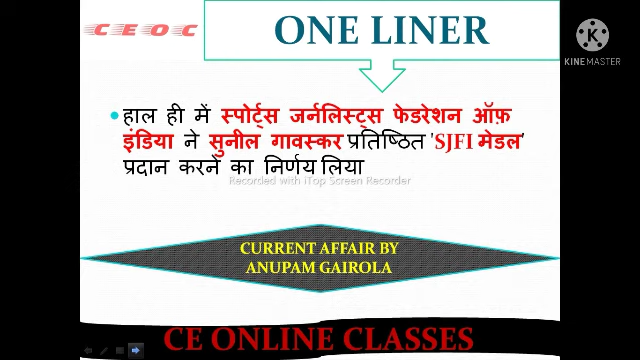 CEOC
ONE LINER
KINEMASTER
हाल ही में स्पोर्ट्स जर्नलिस्ट्स फेडरेशन ऑफ़
इंडिया ने सुनील गावस्कर प्रतिष्ठित 'SJFI मेडल'
प्रदान करने का निर्णय लिया
Recorded with iTop Screen Recorder
CURRENT AFFAIR BY
ANUPAM GAIROLA
CE ONLINE CLASSES